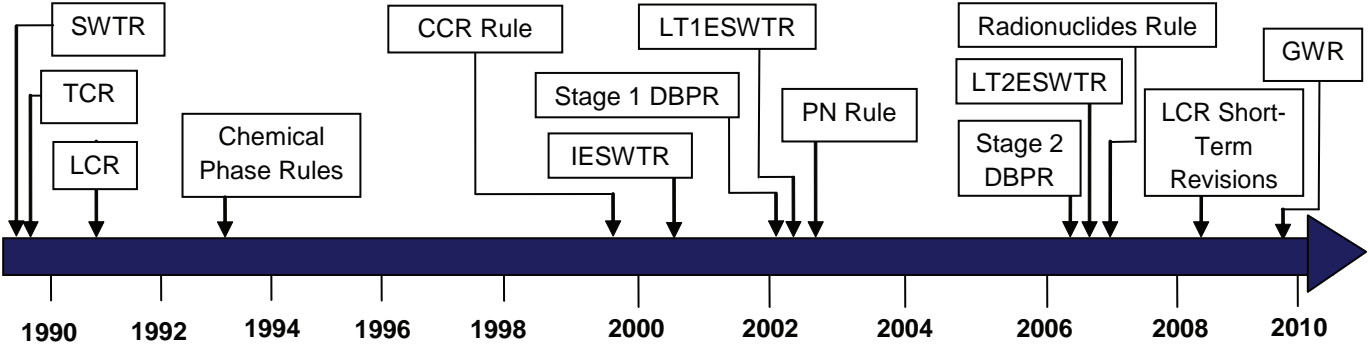 SWTR
TCR
LCR
Chemical
Phase Rules
CCR Rule
Stage 1 DBPR
IESWTR
LT1ESWTR
PN Rule
Radionuclides Rule
LT2ESWTR
Stage 2
DBPR
LCR Short-
Term
Revisions
GWR
1990
1992
1994
1996
1998
2000
2002
2004
2006
2008
2010